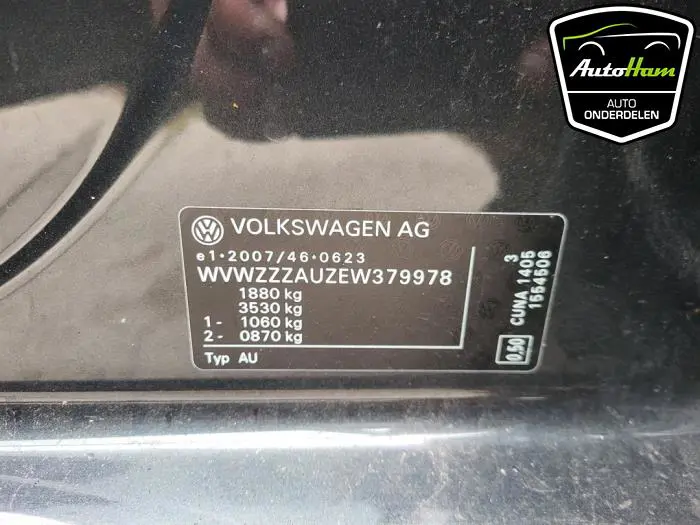 AutoHam
AUTO
ONDERDELEN
VOLKSWAGEN AG
e1*2007/46*0623
WVWZZZAUZEW379978
1880 kg
3530 kg
1- 1060 kg
2- 0870 kg
Typ AU
3
CUNA 1405
1554506
0.50